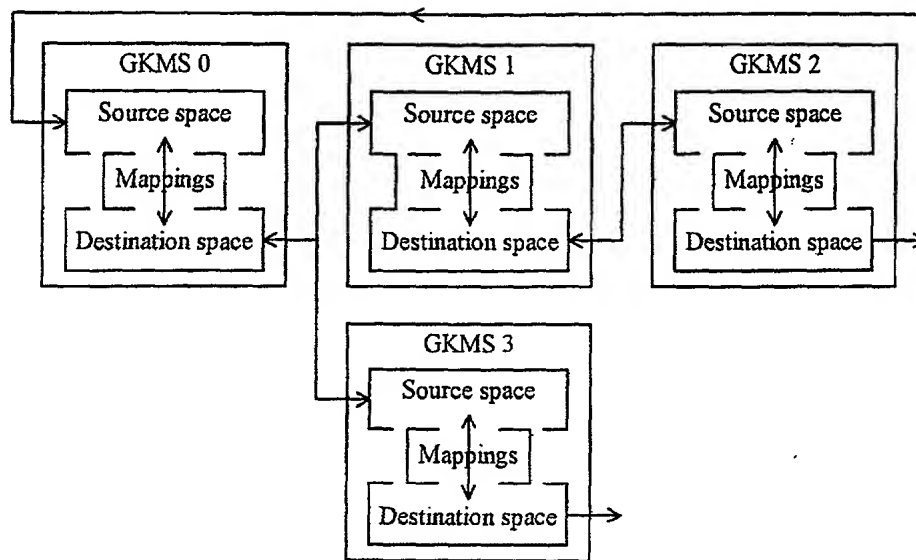 GKMS 0
Source space
Mappings
Destination space
GKMS 1
Source space
Mappings
Destination space
GKMS 2
Source space
Mappings
Destination space
GKMS 3
Source space
Mappings
Destination space